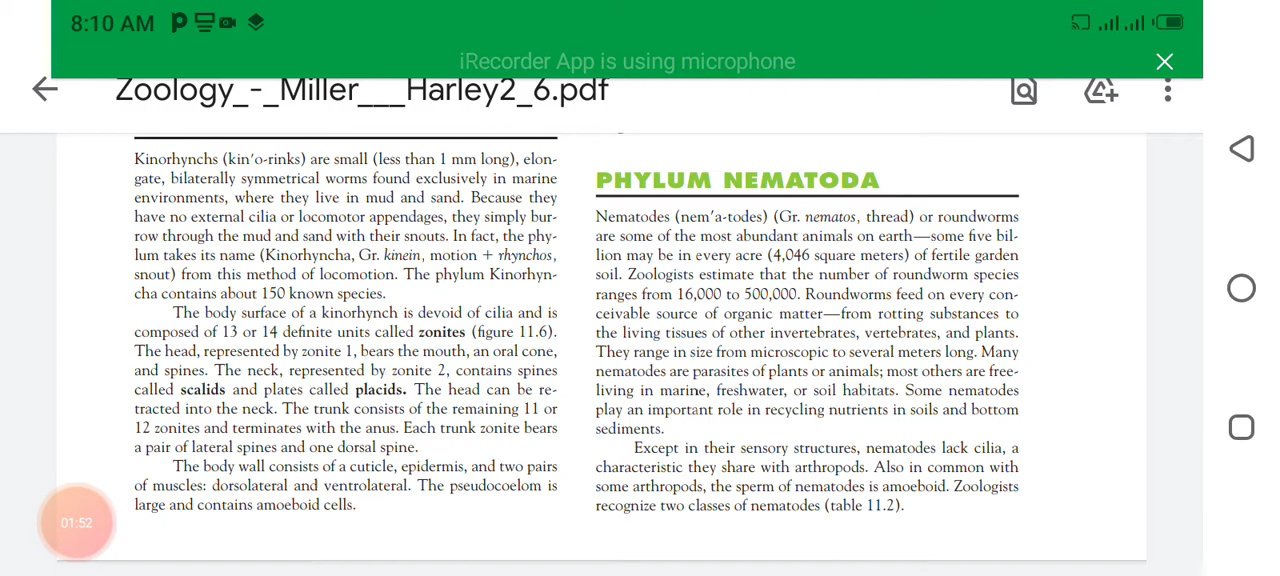 8:10 AM
iRecorder App is using microphone
Zoology_-_Miller___Harley2_6.pdf
Kinorhynchs (kin'o-rinks) are small (less than 1 mm long), elon-
gate, bilaterally symmetrical worms found exclusively in marine
environments, where they live in mud and sand. Because they
have no external cilia or locomotor appendages, they simply bur-
row through the mud and sand with their snouts. In fact, the phy-
lum takes its name (Kinorhyncha, Gr. kinein, motion + rhynchos,
snout) from this method of locomotion. The phylum Kinorhyn-
cha contains about 150 known species.
The body surface of a kinorhynch is devoid of cilia and is
composed of 13 or 14 definite units called zonites (figure 11.6).
The head, represented by zonite 1, bears the mouth, an oral cone,
and spines. The neck, represented by zonite 2, contains spines
called scalids and plates called placids. The head can be re-
tracted into the neck. The trunk consists of the remaining 11 or
12 zonites and terminates with the anus. Each trunk zonite bears
a pair of lateral spines and one dorsal spine.
The body wall consists of a cuticle, epidermis, and two pairs
of muscles: dorsolateral and ventrolateral. The pseudocoelom is
large and contains amoeboid cells.
PHYLUM NEMATODA
Nematodes (nem'a-todes) (Gr. nematos, thread) or roundworms
are some of the most abundant animals on earth—some five bil-
lion may be in every acre (4,046 square meters) of fertile garden
soil. Zoologists estimate that the number of roundworm species
ranges from 16,000 to 500,000. Roundworms feed on every con-
ceivable source of organic matter—from rotting substances to
the living tissues of other invertebrates, vertebrates, and plants.
They range in size from microscopic to several meters long. Many
nematodes are parasites of plants or animals; most others are free-
living in marine, freshwater, or soil habitats. Some nematodes
play an important role in recycling nutrients in soils and bottom
sediments.
Except in their sensory structures, nematodes lack cilia, a
characteristic they share with arthropods. Also in common with
some arthropods, the sperm of nematodes is amoeboid. Zoologists
recognize two classes of nematodes (table 11.2).
01:52